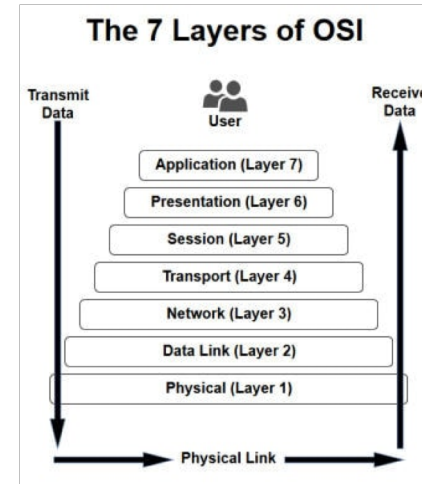 The 7 Layers of OSI
Transmit
Data
User
Receive
Data
Application (Layer 7)
Presentation (Layer 6)
Session (Layer 5)
Transport (Layer 4)
Network (Layer 3)
Data Link (Layer 2)
Physical (Layer 1)
Physical Link